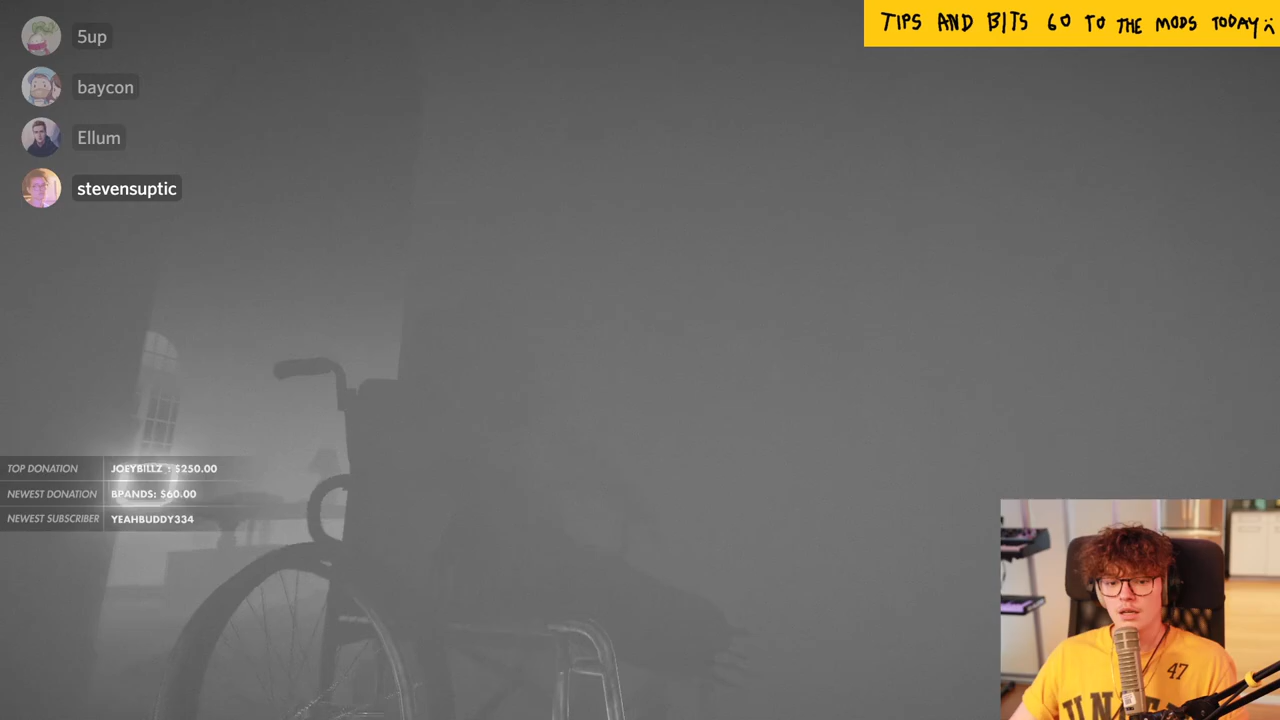 5up
TIPS AND BITS GO TO THE MODS TODAY :(
baycon
Ellum
stevensuptic
TOP DONATION JOEYBILLZ : $250.00
NEWEST DONATION BPANDS: $60.00
NEWEST SUBSCRIBER YEAHBUDDY334
47